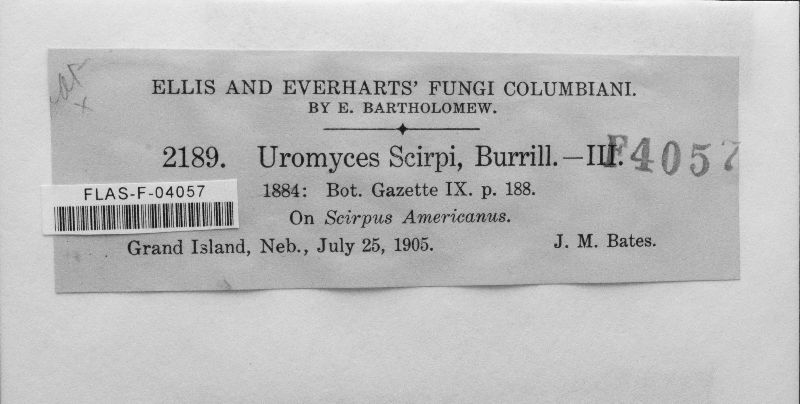 ELLIS AND EVERHARTS' FUNGI COLUMBIANI.
BY E. BARTHOLOMEW.
2189. Uromyces Scirpi, Burrill.—III.
F4057
FLAS-F-04057
1884: Bot. Gazette IX. p. 188.
On Scirpus Americanus.
Grand Island, Neb., July 25, 1905. J. M. Bates.